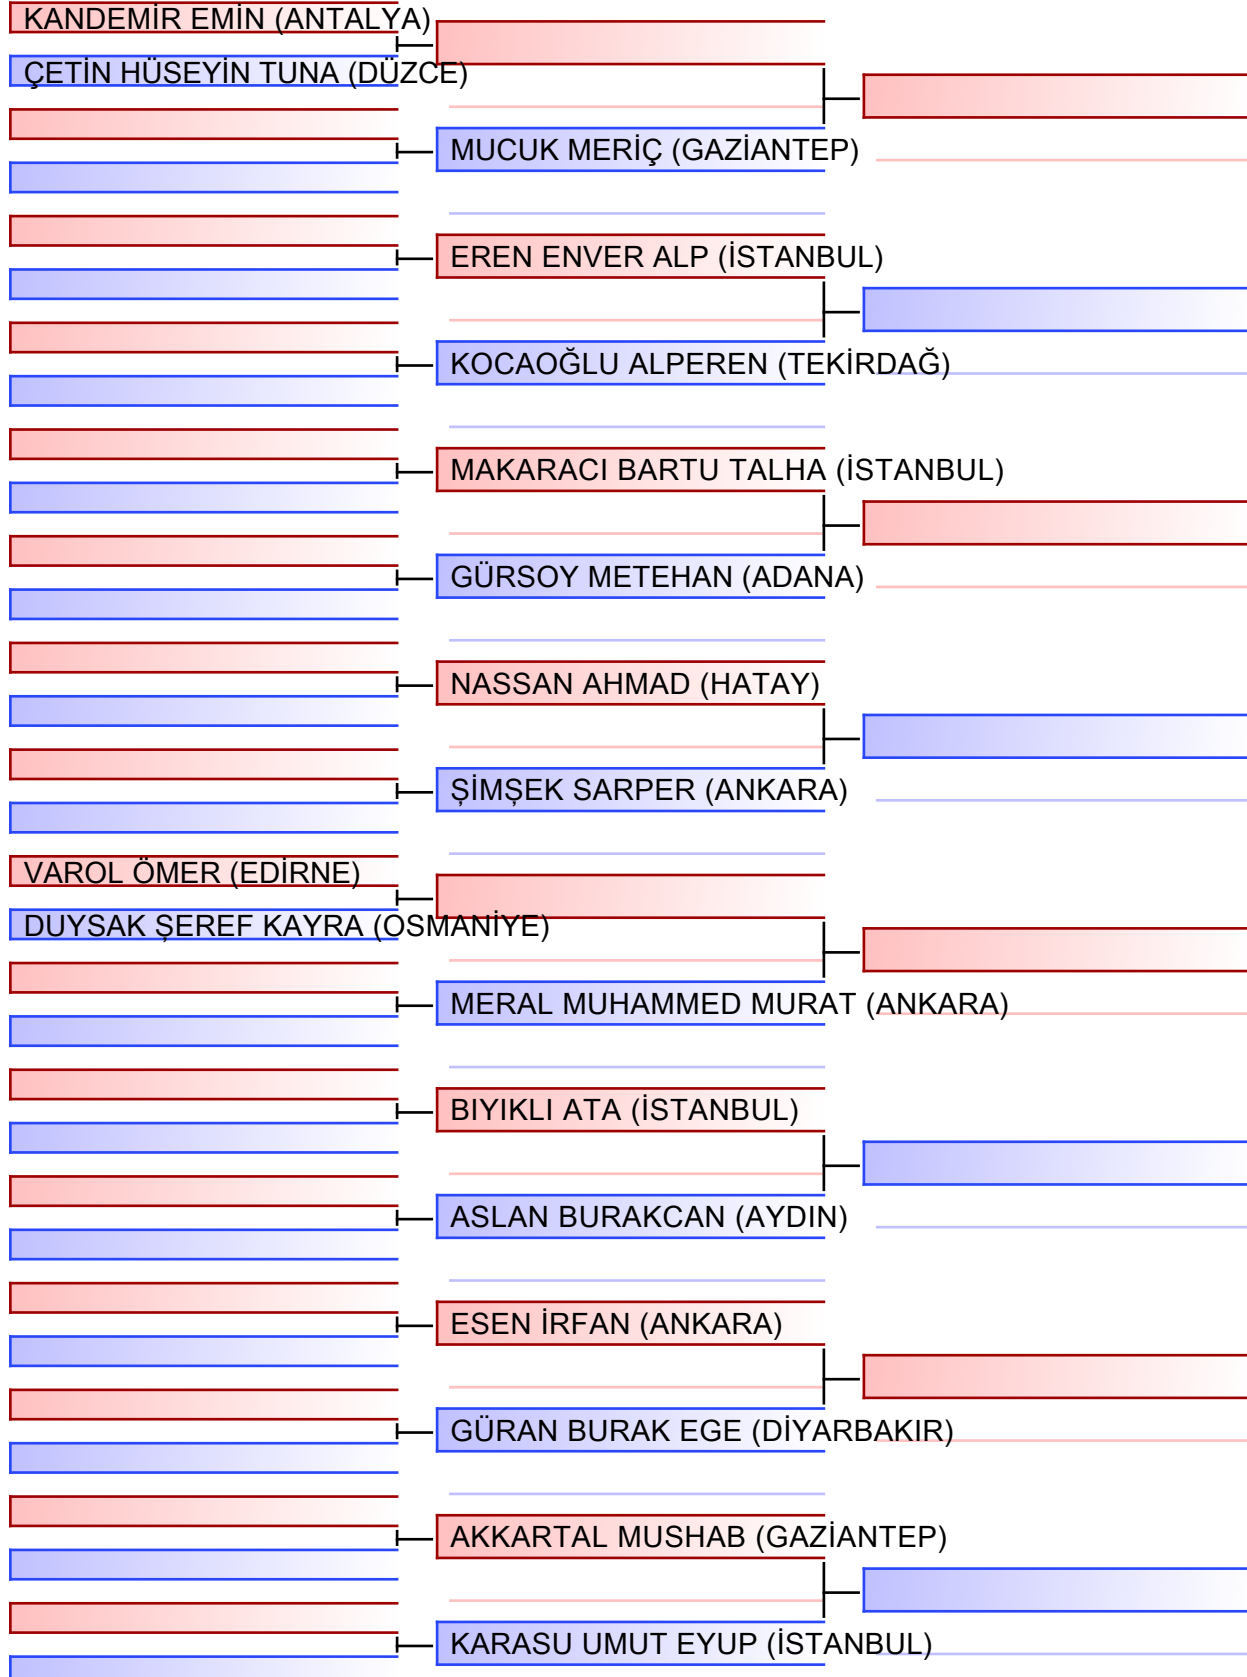 KANDEMİR EMİN (ANTALYA)
ÇETİN HÜSEYİN TUNA (DÜZCE)
MUCUK MERİÇ (GAZİANTEP)
EREN ENVER ALP (İSTANBUL)
KOCAOĞLU ALPEREN (TEKİRDAĞ)
MAKARACI BARTU TALHA (İSTANBUL)
GÜRSOY METEHAN (ADANA)
NASSAN AHMAD (HATAY)
ŞİMŞEK SARPER (ANKARA)
VAROL ÖMER (EDİRNE)
DUYSAK ŞEREF KAYRA (OSMANİYE)
MERAL MUHAMMED MURAT (ANKARA)
BIYIKLI ATA (İSTANBUL)
ASLAN BURAKCAN (AYDIN)
ESEN İRFAN (ANKARA)
GÜRAN BURAK EGE (DİYARBAKIR)
AKKARTAL MUSHAB (GAZİANTEP)
KARASU UMUT EYUP (İSTANBUL)